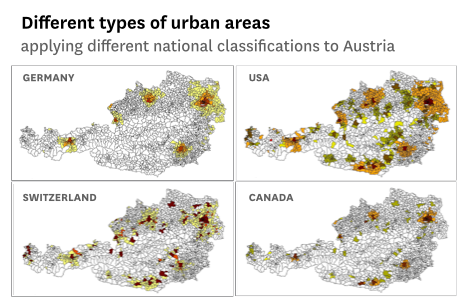 Different types of urban areas
applying different national classifications to Austria
GERMANY
USA
SWITZERLAND
CANADA